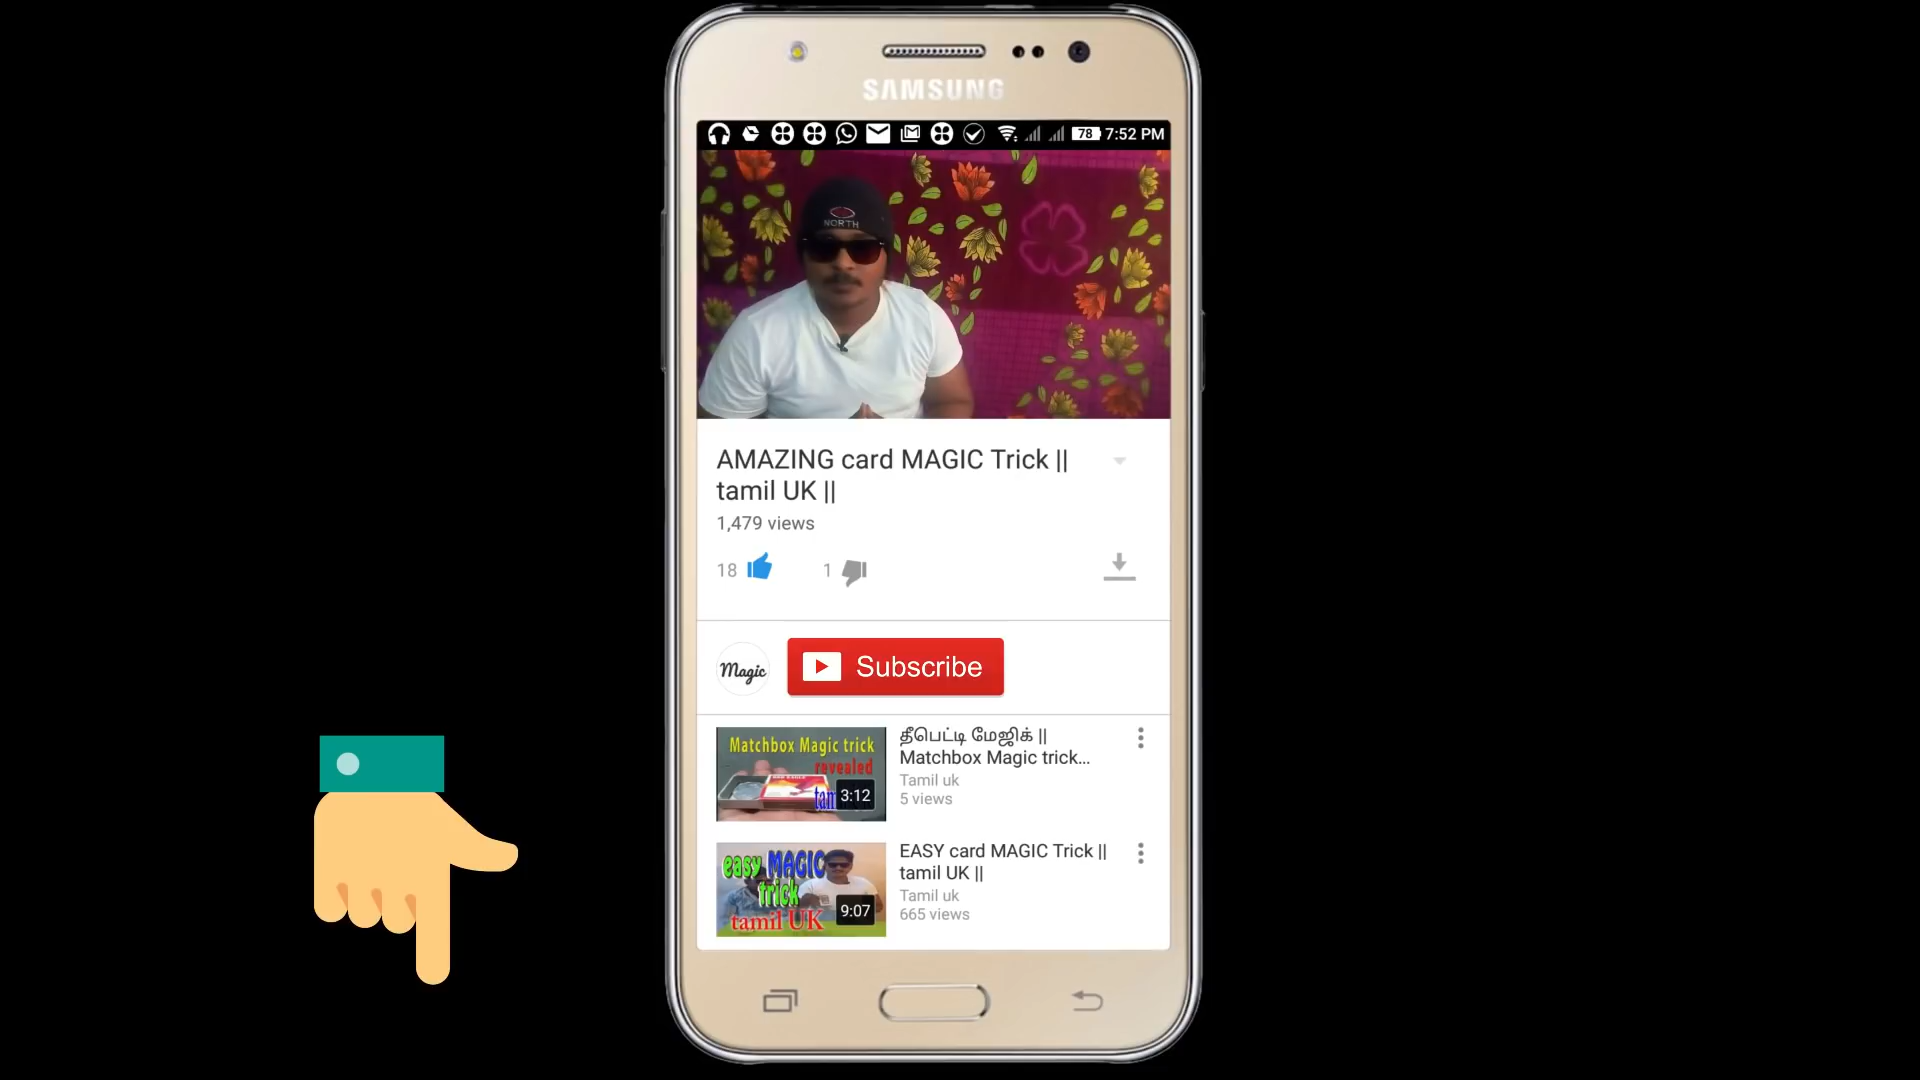 SAMSUNG
78 7:52 PM
NORTH
AMAZING card MAGIC Trick ||
tamil UK ||
1,479 views
18
1
Magic
Subscribe
Matchbox Magic trick
revealed
3:12
தீபெட்டி மேஜிக் ||
Matchbox Magic trick...
Tamil uk
5 views
easy MAGIC
trick
tamil UK
9:07
EASY card MAGIC Trick ||
tamil UK ||
Tamil uk
665 views